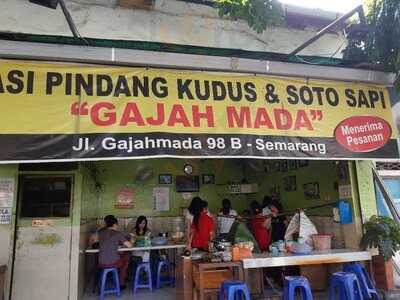 ASI PINDANG KUDUS & SOTO SAPI
"GAJAH MADA"
Menerima
Pesanan
Jl. Gajahmada 98 B - Semarang